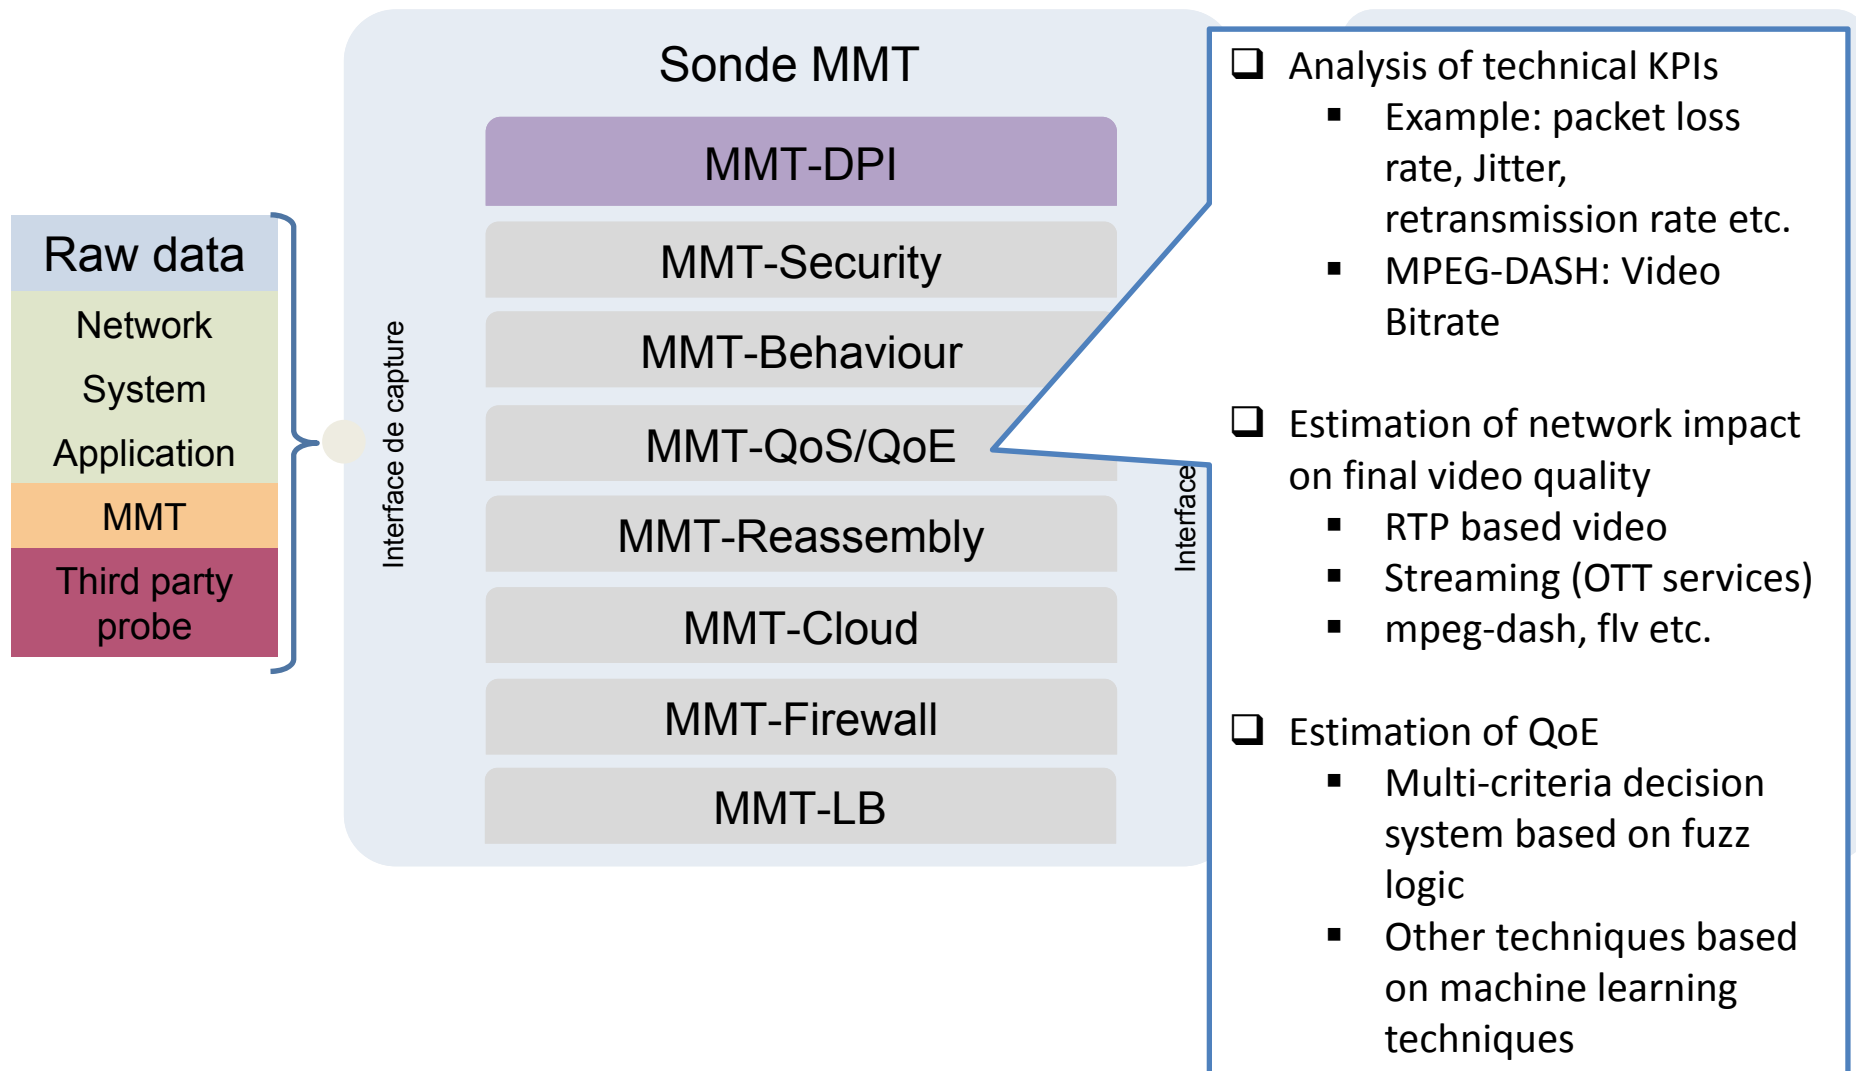 Raw data
Network
System
Application
MMT
Third party
probe
Interface de capture
Sonde MMT
MMT-DPI
MMT-Security
MMT-Behaviour
MMT-QoS/QoE
MMT-Reassembly
MMT-Cloud
MMT-Firewall
MMT-LB
Interface
Analysis of technical KPIs
Example: packet loss
rate, Jitter,
retransmission rate etc.
MPEG-DASH: Video
Bitrate
Estimation of network impact
on final video quality
RTP based video
Streaming (OTT services)
mpeg-dash, flv etc.
Estimation of QoE
Multi-criteria decision
system based on fuzz
logic
Other techniques based
on machine learning
techniques